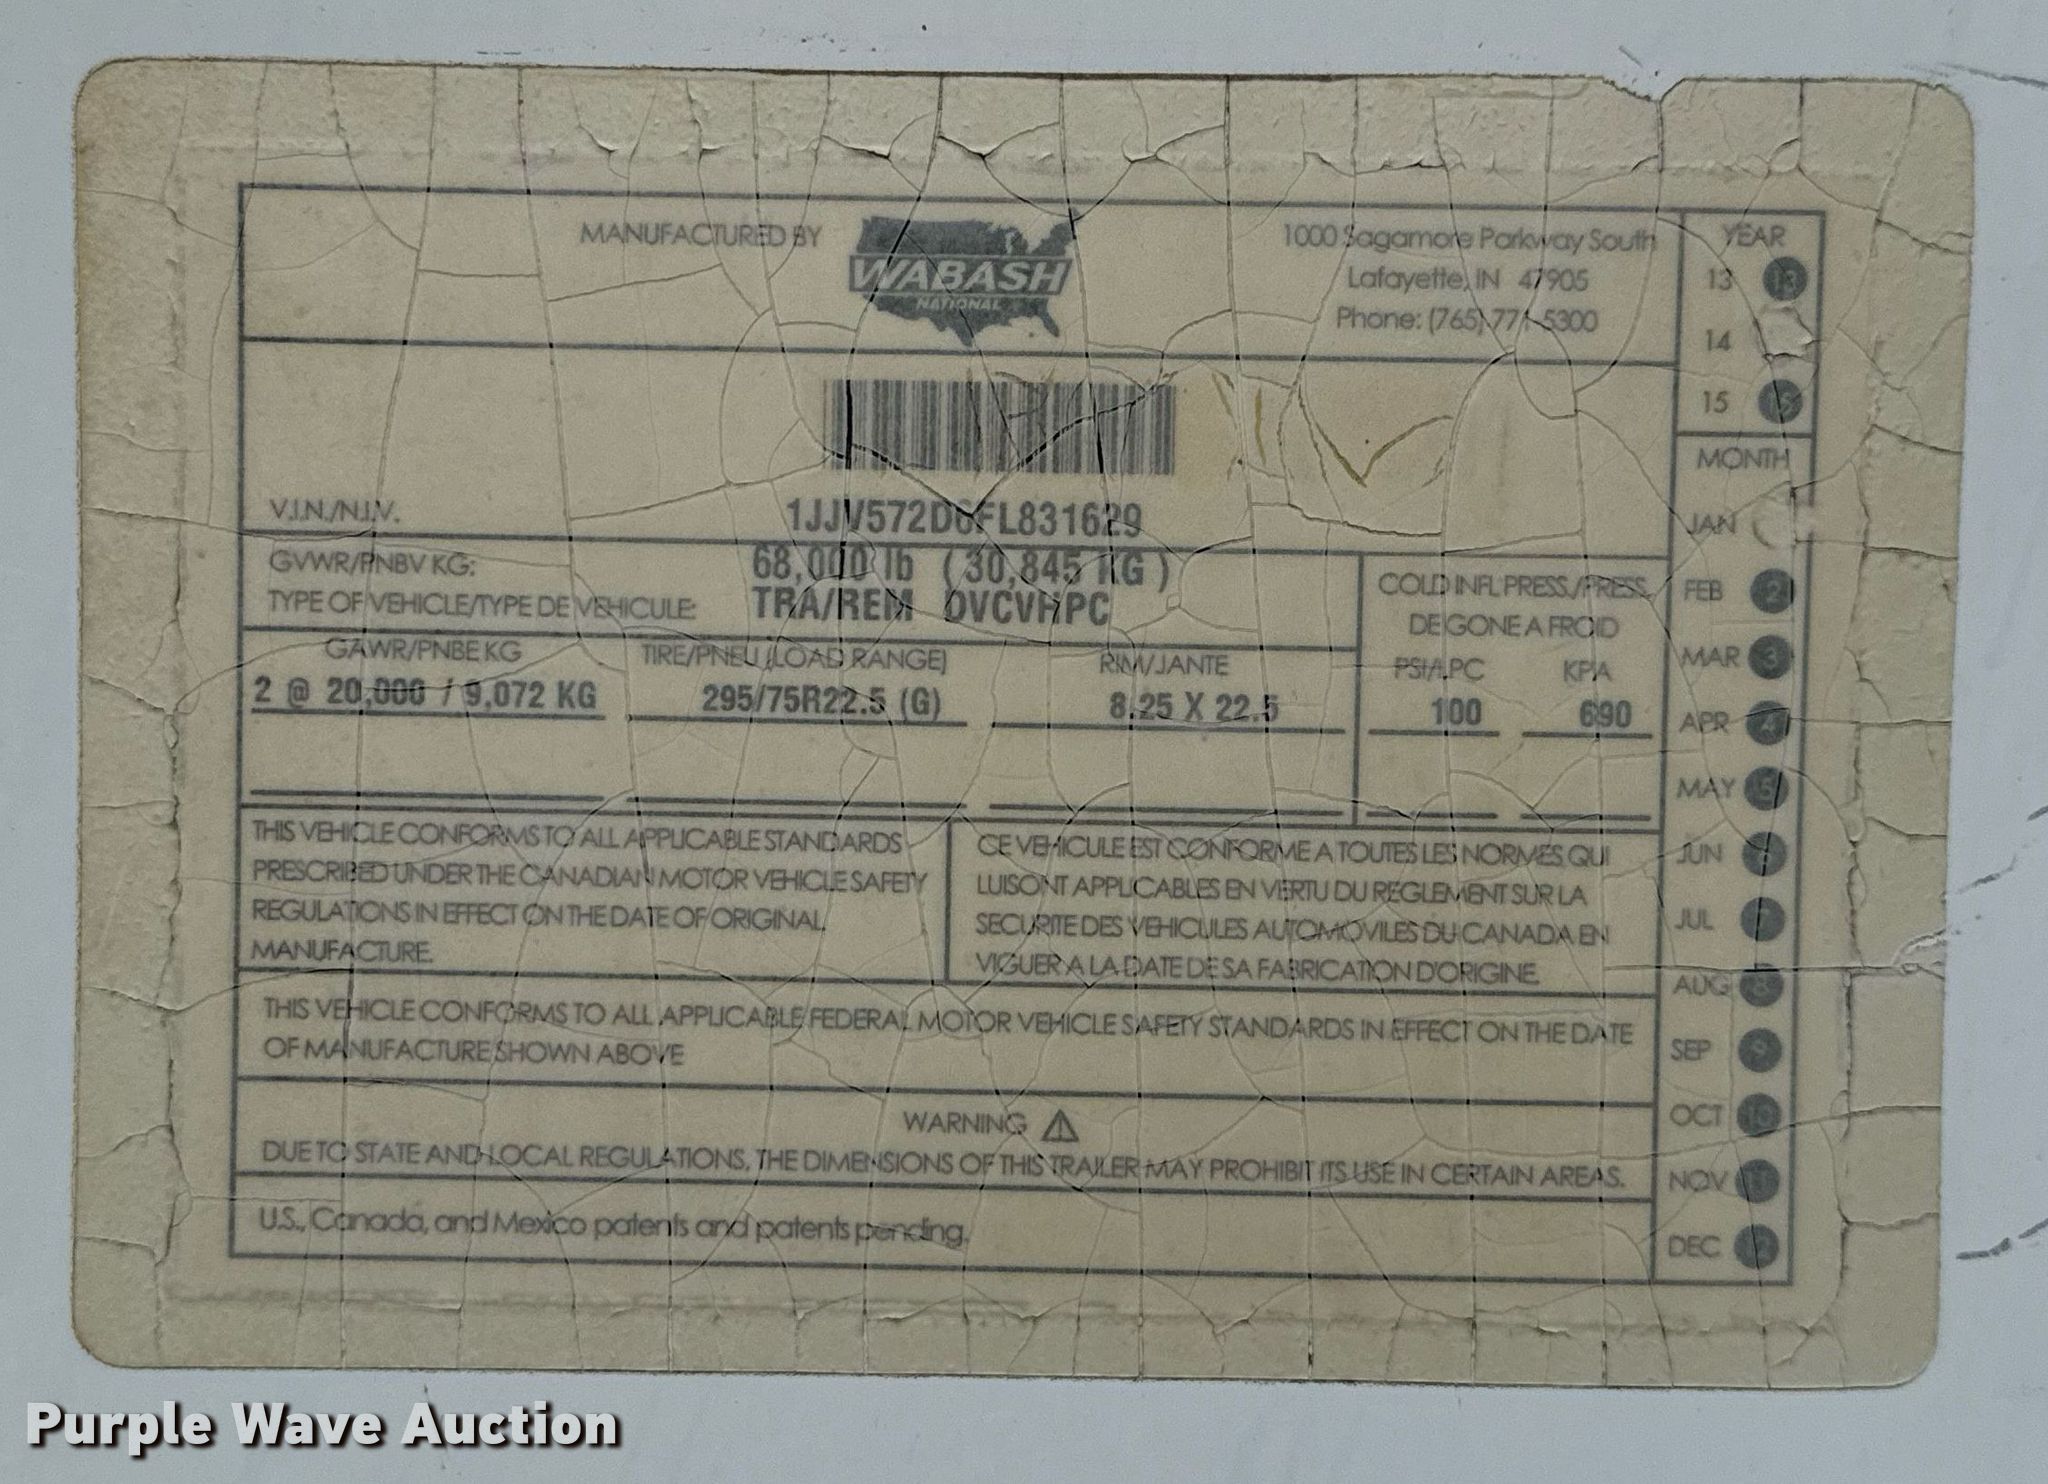 MANUFACTURED BY
WABASH
NATIONAL
1000 Sagamore Parkway South
Lafayette, IN 47905
Phone: (765) 771-5300
V.I.N./N.I.V.
1JJV572D6FL831629
GVWR/PNBV KG: 68,000 lb ( 30,845 KG )
TYPE OF VEHICLE/TYPE DE VEHICULE: TRA/REM DVCVHPC
GAWR/PNBE KG
2 @ 20,000 / 9,072 KG
TIRE/PNEU (LOAD RANGE)
295/75R22.5 (G)
RIM/JANTE
8.25 X 22.5
COLD INFL PRESS./PRESS.
DE GONE A FROID
PSI/LPC KPA
100 690
THIS VEHICLE CONFORMS TO ALL APPLICABLE STANDARDS
PRESCRIBED UNDER THE CANADIAN MOTOR VEHICLE SAFETY
REGULATIONS IN EFFECT ON THE DATE OF ORIGINAL
MANUFACTURE.
CE VEHICULE EST CONFORME A TOUTES LES NORMES QUI
LUISONT APPLICABLES EN VERTU DU REGLEMENT SUR LA
SECURITE DES VEHICULES AUTOMOVILES DU CANADA EN
VIGUER A LA DATE DE SA FABRICATION D'ORIGINE.
THIS VEHICLE CONFORMS TO ALL APPLICABLE FEDERAL MOTOR VEHICLE SAFETY STANDARDS IN EFFECT ON THE DATE
OF MANUFACTURE SHOWN ABOVE
WARNING
DUE TO STATE AND LOCAL REGULATIONS, THE DIMENSIONS OF THIS TRAILER MAY PROHIBIT ITS USE IN CERTAIN AREAS.
U.S., Canada, and Mexico patents and patents pending.
YEAR
13 13
14
15 15
MONTH
JAN
FEB 2
MAR 3
APR 4
MAY 5
JUN 6
JUL 7
AUG 8
SEP 9
OCT 10
NOV 11
DEC 12
Purple Wave Auction